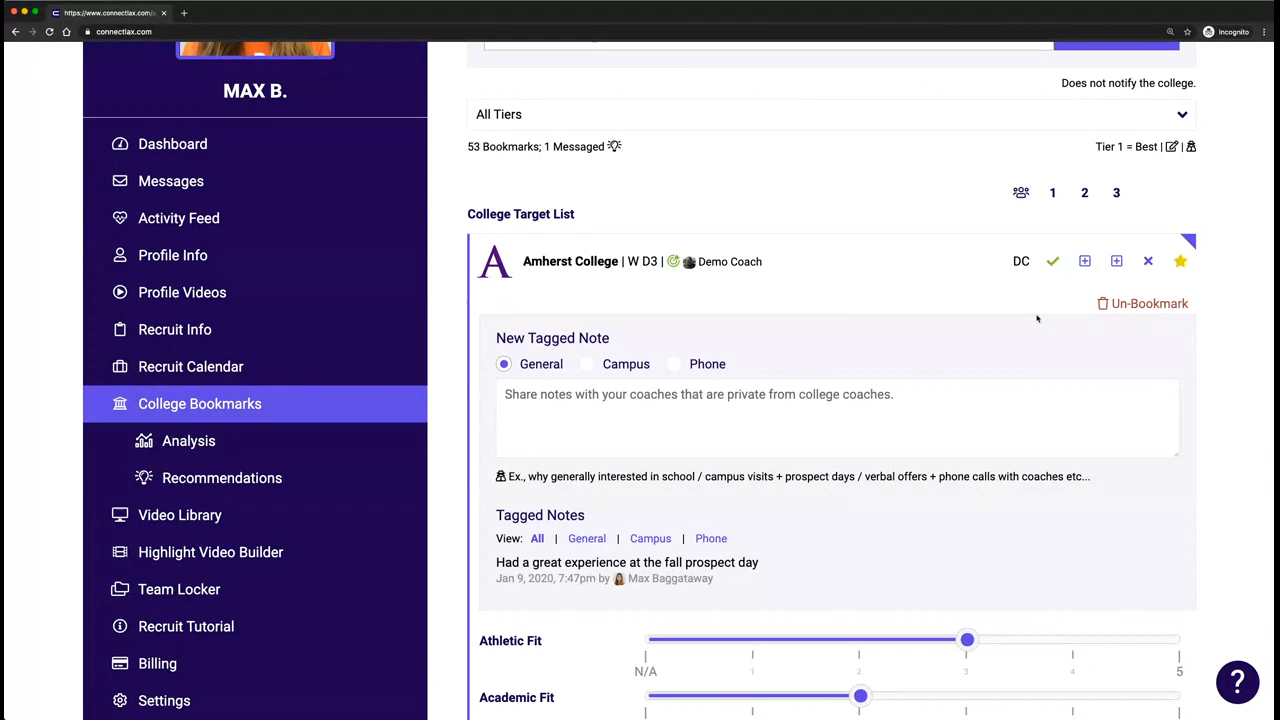 https://www.connectlax.com/
connectlax.com
Incognito
MAX B.
Dashboard
Messages
Activity Feed
Profile Info
Profile Videos
Recruit Info
Recruit Calendar
College Bookmarks
Analysis
Recommendations
Video Library
Highlight Video Builder
Team Locker
Recruit Tutorial
Billing
Settings
Does not notify the college.
All Tiers
53 Bookmarks; 1 Messaged
Tier 1 = Best | |
1 2 3
College Target List
A Amherst College | W D3 | Demo Coach DC
Un-Bookmark
New Tagged Note
General Campus Phone
Share notes with your coaches that are private from college coaches.
Ex., why generally interested in school / campus visits + prospect days / verbal offers + phone calls with coaches etc...
Tagged Notes
View: All | General | Campus | Phone
Had a great experience at the fall prospect day
Jan 9, 2020, 7:47pm by Max Baggataway
Athletic Fit
N/A 1 2 3 4 5
Academic Fit
?